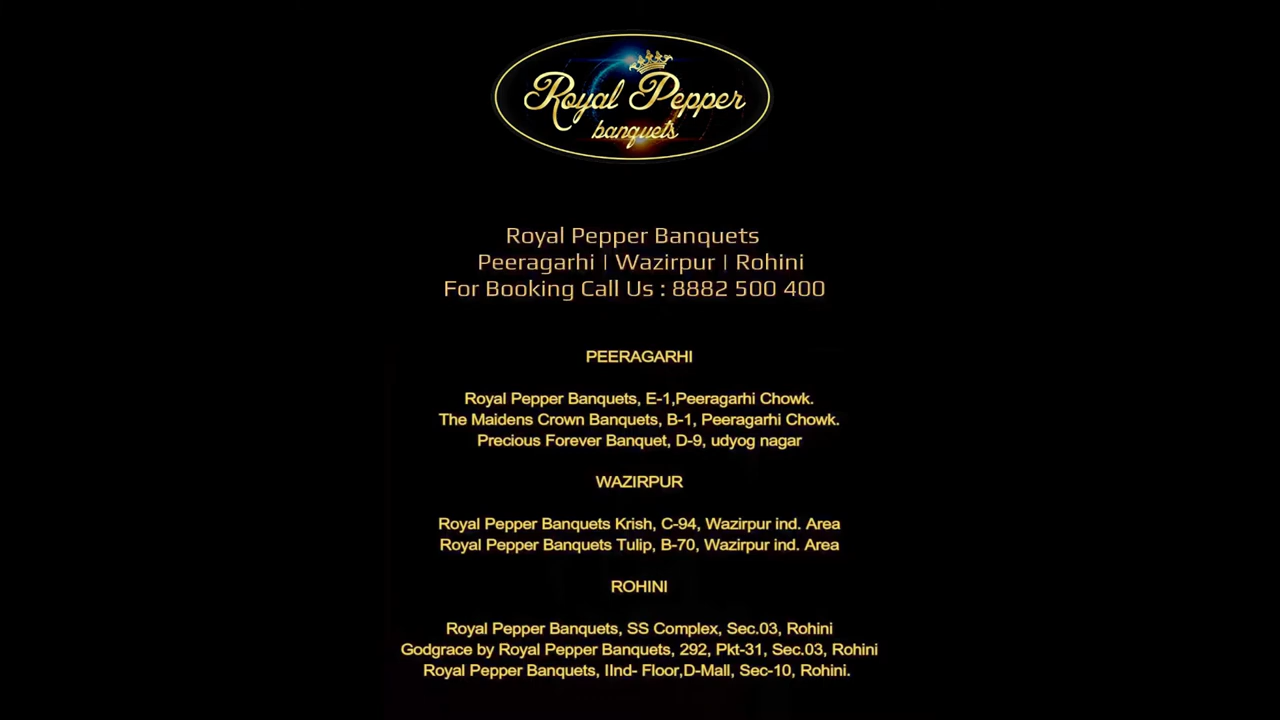 Royal Pepper
banquets
Royal Pepper Banquets
Peeragarhi | Wazirpur | Rohini
For Booking Call Us : 8882 500 400
PEERAGARHI
Royal Pepper Banquets, E-1,Peeragarhi Chowk.
The Maidens Crown Banquets, B-1, Peeragarhi Chowk.
Precious Forever Banquet, D-9, udyog nagar
WAZIRPUR
Royal Pepper Banquets Krish, C-94, Wazirpur ind. Area
Royal Pepper Banquets Tulip, B-70, Wazirpur ind. Area
ROHINI
Royal Pepper Banquets, SS Complex, Sec.03, Rohini
Godgrace by Royal Pepper Banquets, 292, Pkt-31, Sec.03, Rohini
Royal Pepper Banquets, IInd- Floor,D-Mall, Sec-10, Rohini.